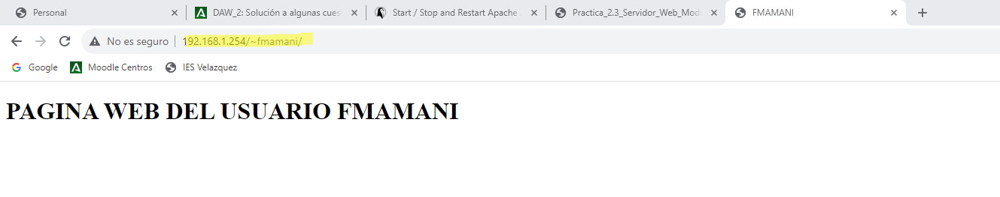 Personal
DAW_2: Solución a algunas cues
Start / Stop and Restart Apache
Practica_2.3_Servidor_Web_Mod
FMAMANI
No es seguro
192.168.1.254/~fmamani/
Google
Moodle Centros
IES Velazquez
PAGINA WEB DEL USUARIO FMAMANI